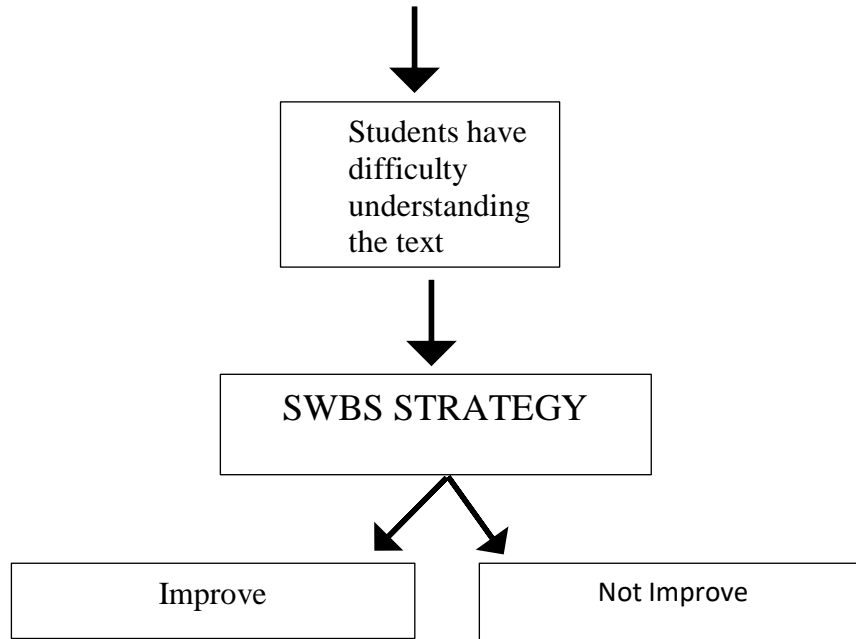 Students have
difficulty
understanding
the text
SWBS STRATEGY
Improve
Not Improve